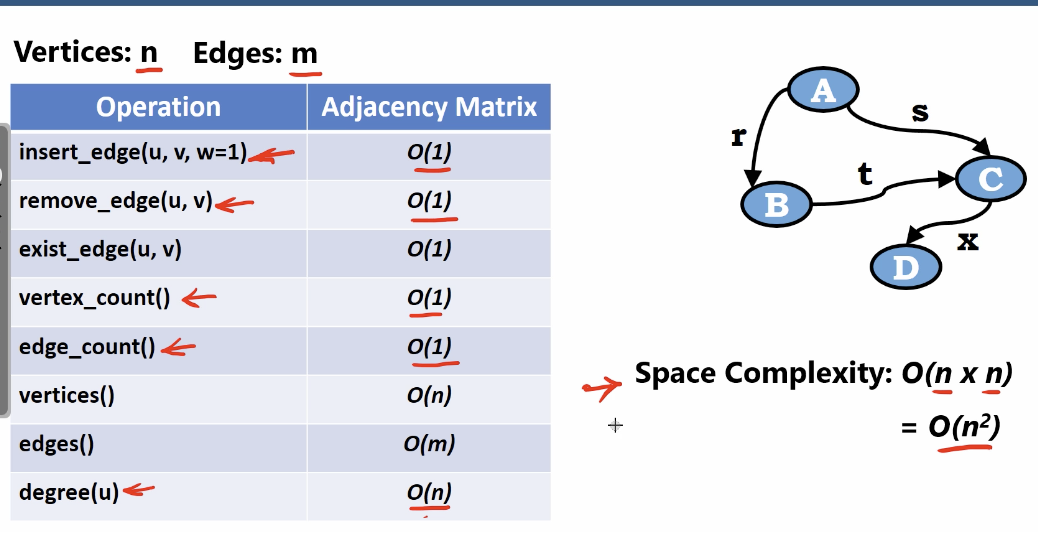 Vertices: n Edges: m
Operation Adjacency Matrix
insert_edge(u, v, w=1) O(1)
remove_edge(u, v) O(1)
exist_edge(u, v) O(1)
vertex_count() O(1)
edge_count() O(1)
vertices() O(n)
edges() O(m)
degree(u) O(n)
A
s
r
t
C
B
x
D
Space Complexity: O(n x n)
= O(n²)